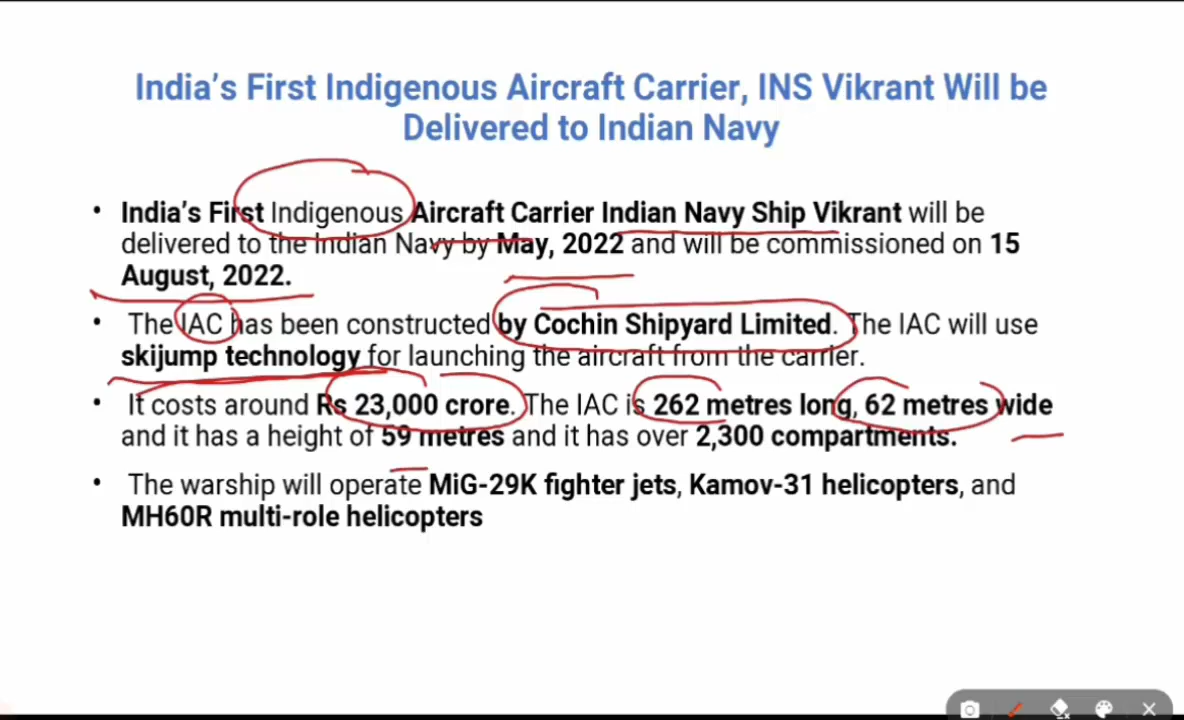 India's First Indigenous Aircraft Carrier, INS Vikrant Will be
Delivered to Indian Navy
• India's First Indigenous Aircraft Carrier Indian Navy Ship Vikrant will be
delivered to the Indian Navy by May, 2022 and will be commissioned on 15
August, 2022.
• The IAC has been constructed by Cochin Shipyard Limited. The IAC will use
skijump technology for launching the aircraft from the carrier.
• It costs around Rs 23,000 crore. The IAC is 262 metres long, 62 metres wide
and it has a height of 59 metres and it has over 2,300 compartments.
• The warship will operate MiG-29K fighter jets, Kamov-31 helicopters, and
MH60R multi-role helicopters